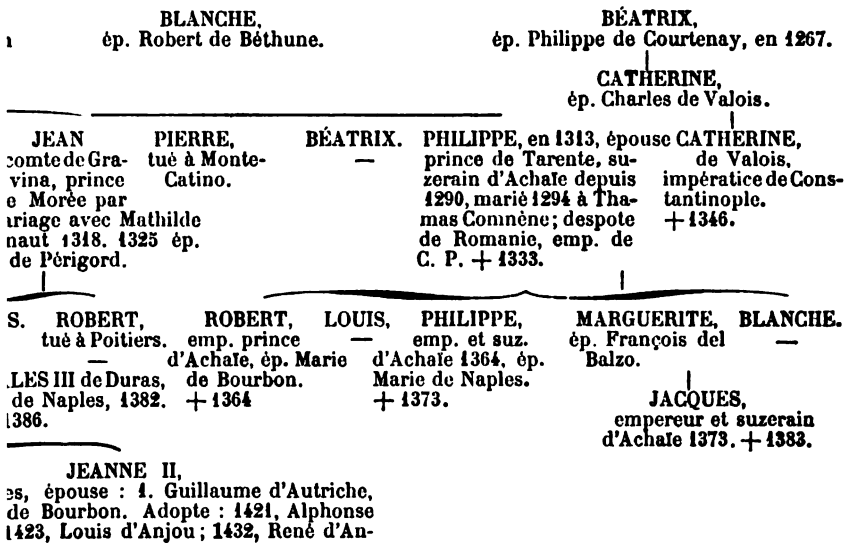 BLANCHE,
ép. Robert de Béthune.
BÉATRIX,
ép. Philippe de Courtenay, en 1267.
CATHERINE,
ép. Charles de Valois.
JEAN
comte de Gra-
vina, prince
e Morée par
ariage avec Mathilde
naut 1318. 1325 ép.
de Périgord.
PIERRE,
tué à Monte-
Catino.
BÉATRIX.
—
PHILIPPE, en 1313, épouse
prince de Tarente, su-
zerain d'Achaïe depuis
1290, marié 1294 à Tha-
mas Comnène; despote
de Romanie, emp. de
C. P. + 1333.
CATHERINE,
de Valois,
impératice de Cons-
tantinople.
+ 1346.
S.
ROBERT,
tué à Poitiers.
—
LLES III de Duras,
de Naples, 1382.
1386.
ROBERT,
emp. prince
d'Achaïe, ép. Marie
de Bourbon.
+ 1364
LOUIS,
—
PHILIPPE,
emp. et suz.
d'Achaïe 1364, ép.
Marie de Naples.
+ 1373.
MARGUERITE,
ép. François del
Balzo.
BLANCHE.
—
JACQUES,
empereur et suzerain
d'Achaïe 1373. + 1383.
JEANNE II,
es, épouse : 1. Guillaume d'Autriche,
de Bourbon. Adopte : 1421, Alphonse
1423, Louis d'Anjou; 1432, René d'An-